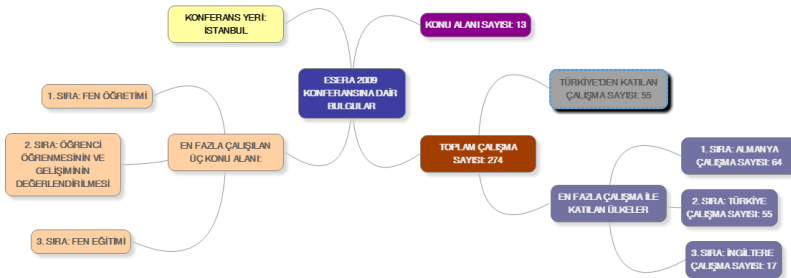 KONFERANS YERİ:
İSTANBUL
KONU ALANI SAYISI: 13
ESERA 2009
KONFERANSINA DAİR
BULGULAR
TÜRKİYE'DEN KATILAN
ÇALIŞMA SAYISI: 55
1. SIRA: FEN ÖĞRETİMİ
2. SIRA: ÖĞRENCİ
ÖĞRENMESİNİN VE
GELİŞİMİNİN
DEĞERLENDİRİLMESİ
3. SIRA: FEN EĞİTİMİ
EN FAZLA ÇALIŞILAN
ÜÇ KONU ALANI:
TOPLAM ÇALIŞMA
SAYISI: 274
EN FAZLA ÇALIŞMA İLE
KATILAN ÜLKELER
1. SIRA: ALMANYA
ÇALIŞMA SAYISI: 64
2. SIRA: TÜRKİYE
ÇALIŞMA SAYISI: 55
3. SIRA: İNGİLTERE
ÇALIŞMA SAYISI: 17